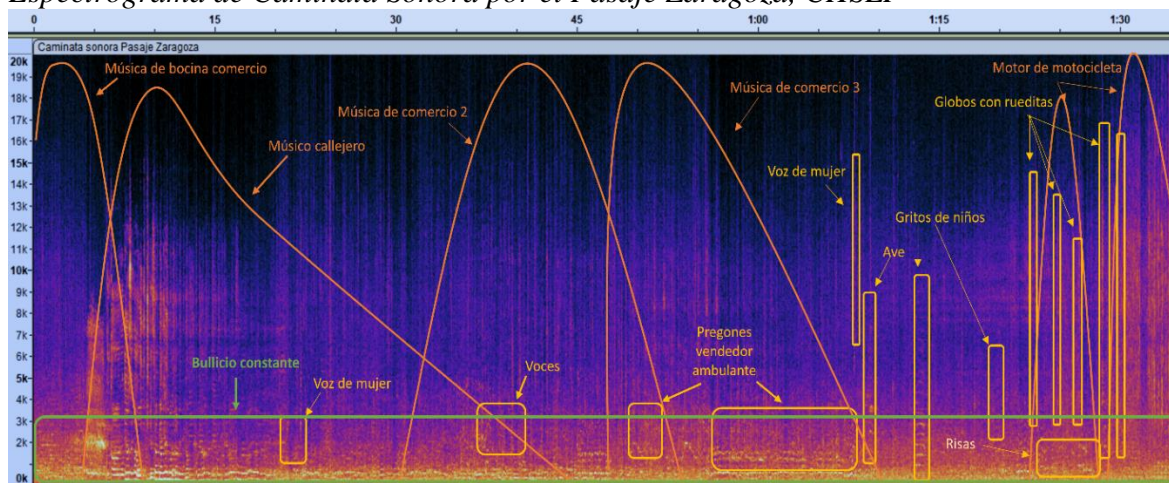 Espectrograma de Caminata Sonora por el Pasaje Zaragoza,
0 15 30 45 1:00 1:15 1:30
Caminata sonora Pasaje Zaragoza
20k
19k
18k
17k
16k
15k
14k
13k
12k
11k
10k
9k
8k
7k
6k
5k
4k
3k
2k
1k
0k
Música de bocina comercio
Músico callejero
Música de comercio 2
Música de comercio 3
Motor de motocicleta
Globos con rueditas
Voz de mujer
Gritos de niños
Ave
Pregones
vendedor
ambulante
Bullicio constante
Voz de mujer
Voces
Risas